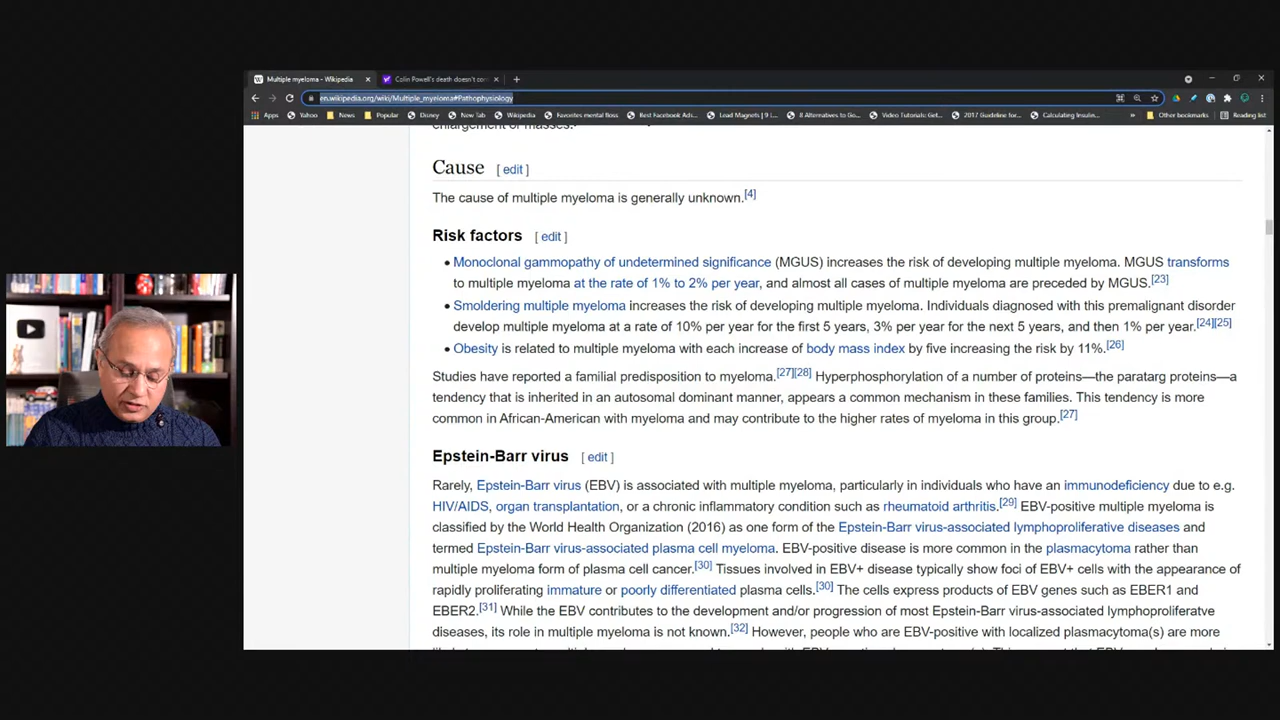 Multiple myeloma - Wikipedia
Colin Powell's death doesn't con
en.wikipedia.org/wiki/Multiple_myeloma#Pathophysiology
Apps Yahoo News Popular Disney New Tab Wikipedia Favorites mental floss Best Facebook Ads... Lead Magnets | 9 L... 8 Alternatives to Go... Video Tutorials: Get... 2017 Guideline for... Calculating Insulin... » Other bookmarks Reading list
enlargement of masses.
Cause [ edit ]
The cause of multiple myeloma is generally unknown.[4]
Risk factors [ edit ]
• Monoclonal gammopathy of undetermined significance (MGUS) increases the risk of developing multiple myeloma. MGUS transforms
to multiple myeloma at the rate of 1% to 2% per year, and almost all cases of multiple myeloma are preceded by MGUS.[23]
• Smoldering multiple myeloma increases the risk of developing multiple myeloma. Individuals diagnosed with this premalignant disorder
develop multiple myeloma at a rate of 10% per year for the first 5 years, 3% per year for the next 5 years, and then 1% per year.[24][25]
• Obesity is related to multiple myeloma with each increase of body mass index by five increasing the risk by 11%.[26]
Studies have reported a familial predisposition to myeloma.[27][28] Hyperphosphorylation of a number of proteins—the paratarg proteins—a
tendency that is inherited in an autosomal dominant manner, appears a common mechanism in these families. This tendency is more
common in African-American with myeloma and may contribute to the higher rates of myeloma in this group.[27]
Epstein-Barr virus [ edit ]
Rarely, Epstein-Barr virus (EBV) is associated with multiple myeloma, particularly in individuals who have an immunodeficiency due to e.g.
HIV/AIDS, organ transplantation, or a chronic inflammatory condition such as rheumatoid arthritis.[29] EBV-positive multiple myeloma is
classified by the World Health Organization (2016) as one form of the Epstein-Barr virus-associated lymphoproliferative diseases and
termed Epstein-Barr virus-associated plasma cell myeloma. EBV-positive disease is more common in the plasmacytoma rather than
multiple myeloma form of plasma cell cancer.[30] Tissues involved in EBV+ disease typically show foci of EBV+ cells with the appearance of
rapidly proliferating immature or poorly differentiated plasma cells.[30] The cells express products of EBV genes such as EBER1 and
EBER2.[31] While the EBV contributes to the development and/or progression of most Epstein-Barr virus-associated lymphoproliferatve
diseases, its role in multiple myeloma is not known.[32] However, people who are EBV-positive with localized plasmacytoma(s) are more